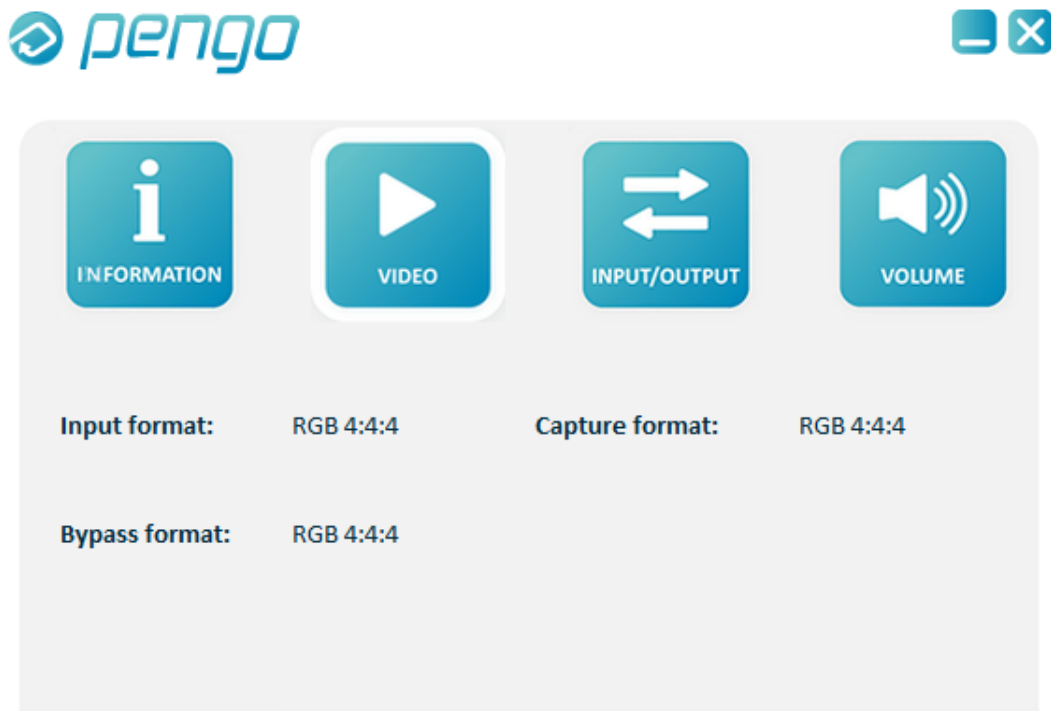 pengo
INFORMATION VIDEO INPUT/OUTPUT VOLUME
Input format: RGB 4:4:4 Capture format: RGB 4:4:4
Bypass format: RGB 4:4:4